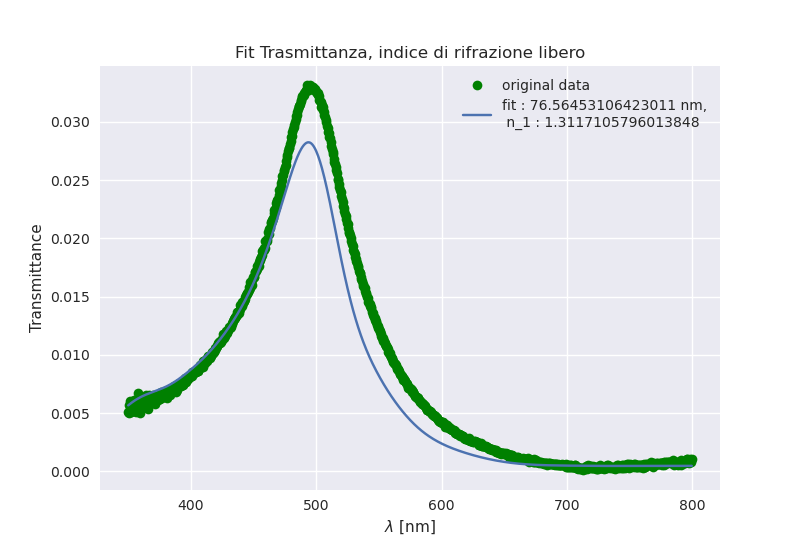 Fit Trasmittanza, indice di rifrazione libero
original data
fit : 76.56453106423011 nm,
n_1 : 1.3117105796013848
Transmittance
0.030
0.025
0.020
0.015
0.010
0.005
0.000
400 500 600 700 800
λ [nm]